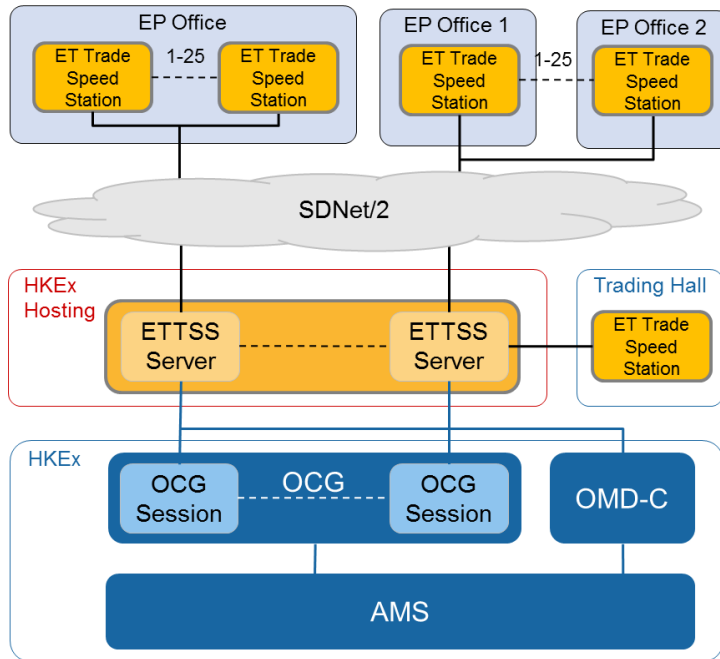 EP Office
ET Trade
Speed
Station
1-25
ET Trade
Speed
Station
EP Office 1
ET Trade
Speed
Station
1-25
EP Office 2
ET Trade
Speed
Station
SDNet/2
HKEx
Hosting
ETTSS
Server
ETTSS
Server
Trading Hall
ET Trade
Speed
Station
HKEx
OCG
Session
OCG
OCG
Session
OMD-C
AMS